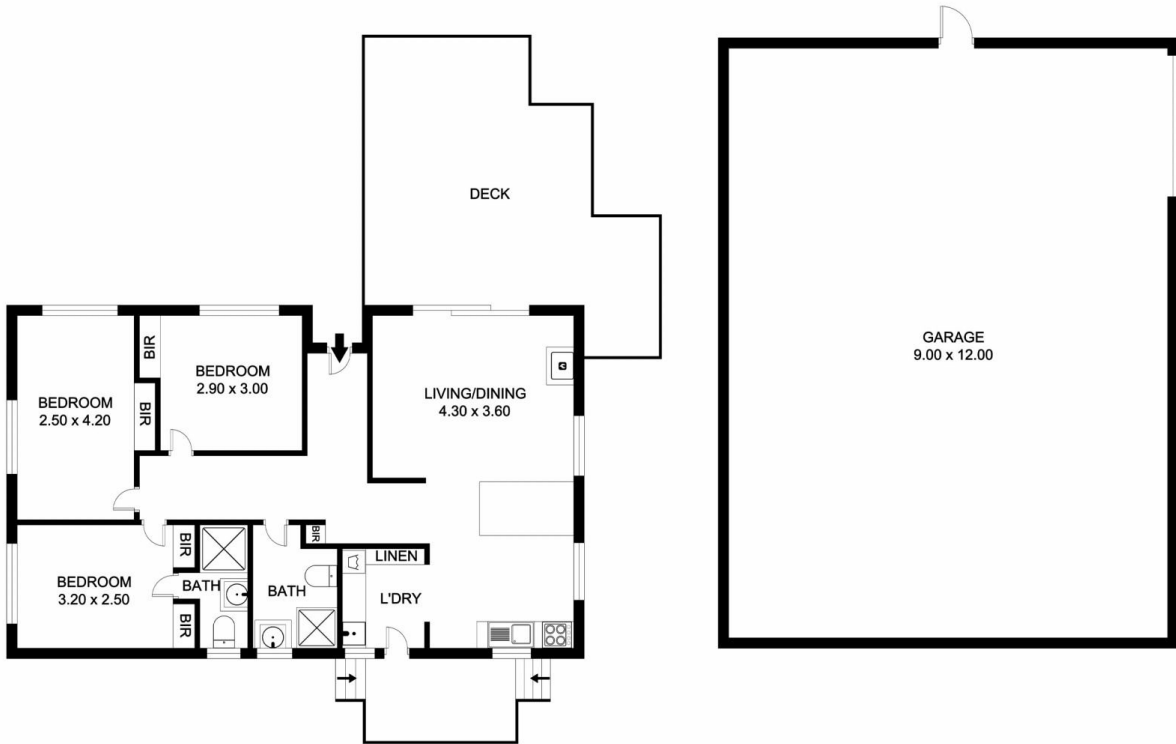 DECK
GARAGE
9.00 x 12.00
BIR
BEDROOM
2.90 x 3.00
LIVING/DINING
4.30 x 3.60
BEDROOM
2.50 x 4.20
BIR
BIR
BIR
LINEN
BEDROOM
3.20 x 2.50
BATH
BATH
L'DRY
BIR